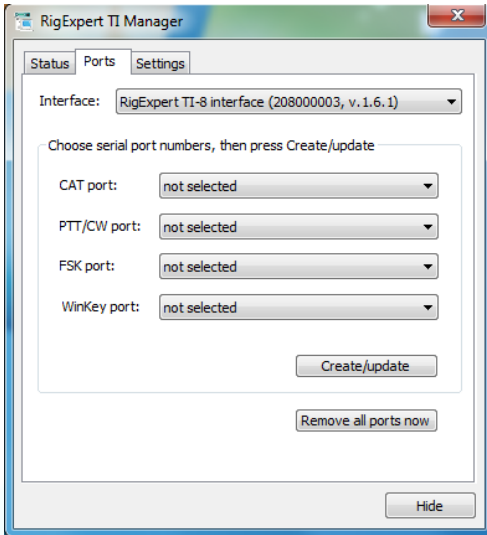 RigExpert TI Manager
Status Ports Settings
Interface: RigExpert TI-8 interface (208000003, v.1.6.1)
Choose serial port numbers, then press Create/update
CAT port: not selected
PTT/CW port: not selected
FSK port: not selected
WinKey port: not selected
Create/update
Remove all ports now
Hide